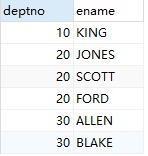 deptno ename
10 KING
20 JONES
20 SCOTT
20 FORD
30 ALLEN
30 BLAKE